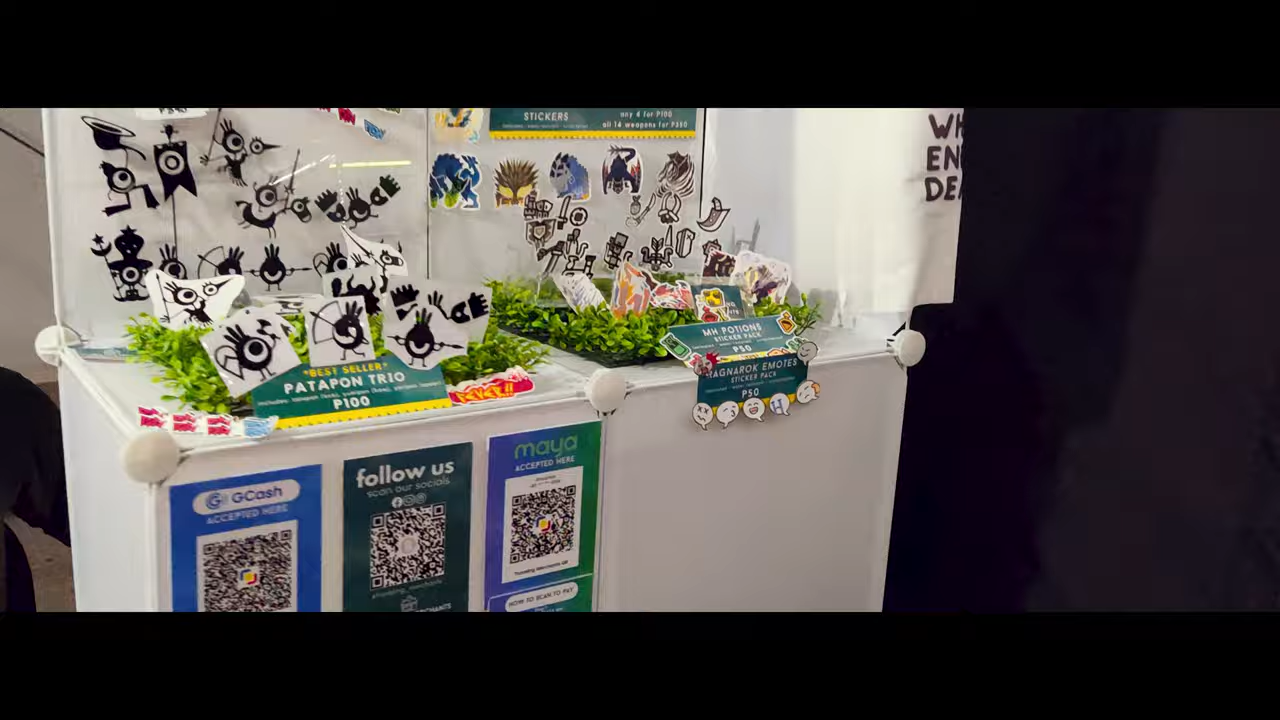 STICKERS
any 4 for P100
all 14 weapons for P350
WH
EN
DE
MH POTIONS
STICKER PACK
P50
RAGNAROK EMOTES
STICKER PACK
P50
*BEST SELLER*
PATAPON TRIO
P100
GCash
ACCEPTED HERE
follow us
scan our socials
maya
ACCEPTED HERE
HOW TO SCAN TO PAY